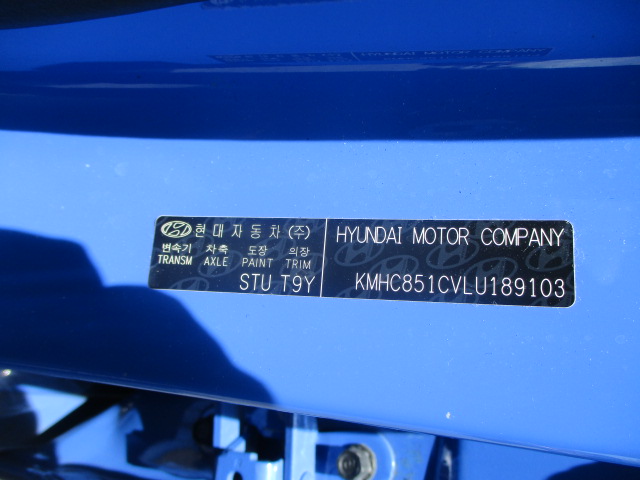 현대자동차(주)
변속기 차축 도장 의장
TRANSM AXLE PAINT TRIM
STU T9Y
HYUNDAI MOTOR COMPANY
KMHC851CVLU189103